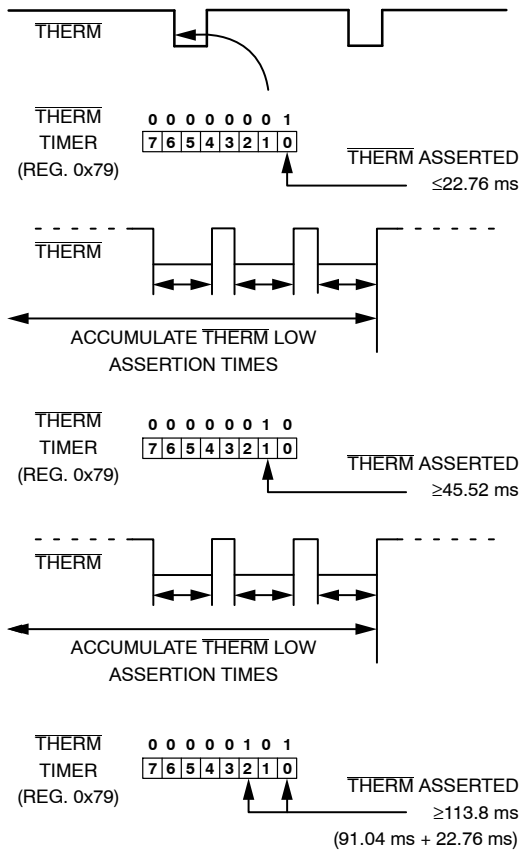 THERM
THERM
TIMER
(REG. 0x79)
0 0 0 0 0 0 0 1
7 6 5 4 3 2 1 0
THERM ASSERTED
≤22.76 ms
THERM
ACCUMULATE THERM LOW
ASSERTION TIMES
THERM
TIMER
(REG. 0x79)
0 0 0 0 0 0 1 0
7 6 5 4 3 2 1 0
THERM ASSERTED
≥45.52 ms
THERM
ACCUMULATE THERM LOW
ASSERTION TIMES
THERM
TIMER
(REG. 0x79)
0 0 0 0 0 1 0 1
7 6 5 4 3 2 1 0
THERM ASSERTED
≥113.8 ms
(91.04 ms + 22.76 ms)